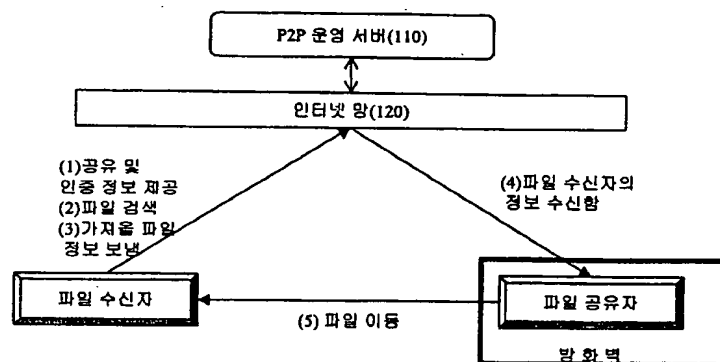 P2P 운영 서버(110)
인터넷 망(120)
(1)공유 및
인증 정보 제공
(2)파일 검색
(3)가져올 파일
정보 보냄
(4)파일 수신자의
정보 수신함
파일 수신자
파일 공유자
(5) 파일 이동
방 화 벽